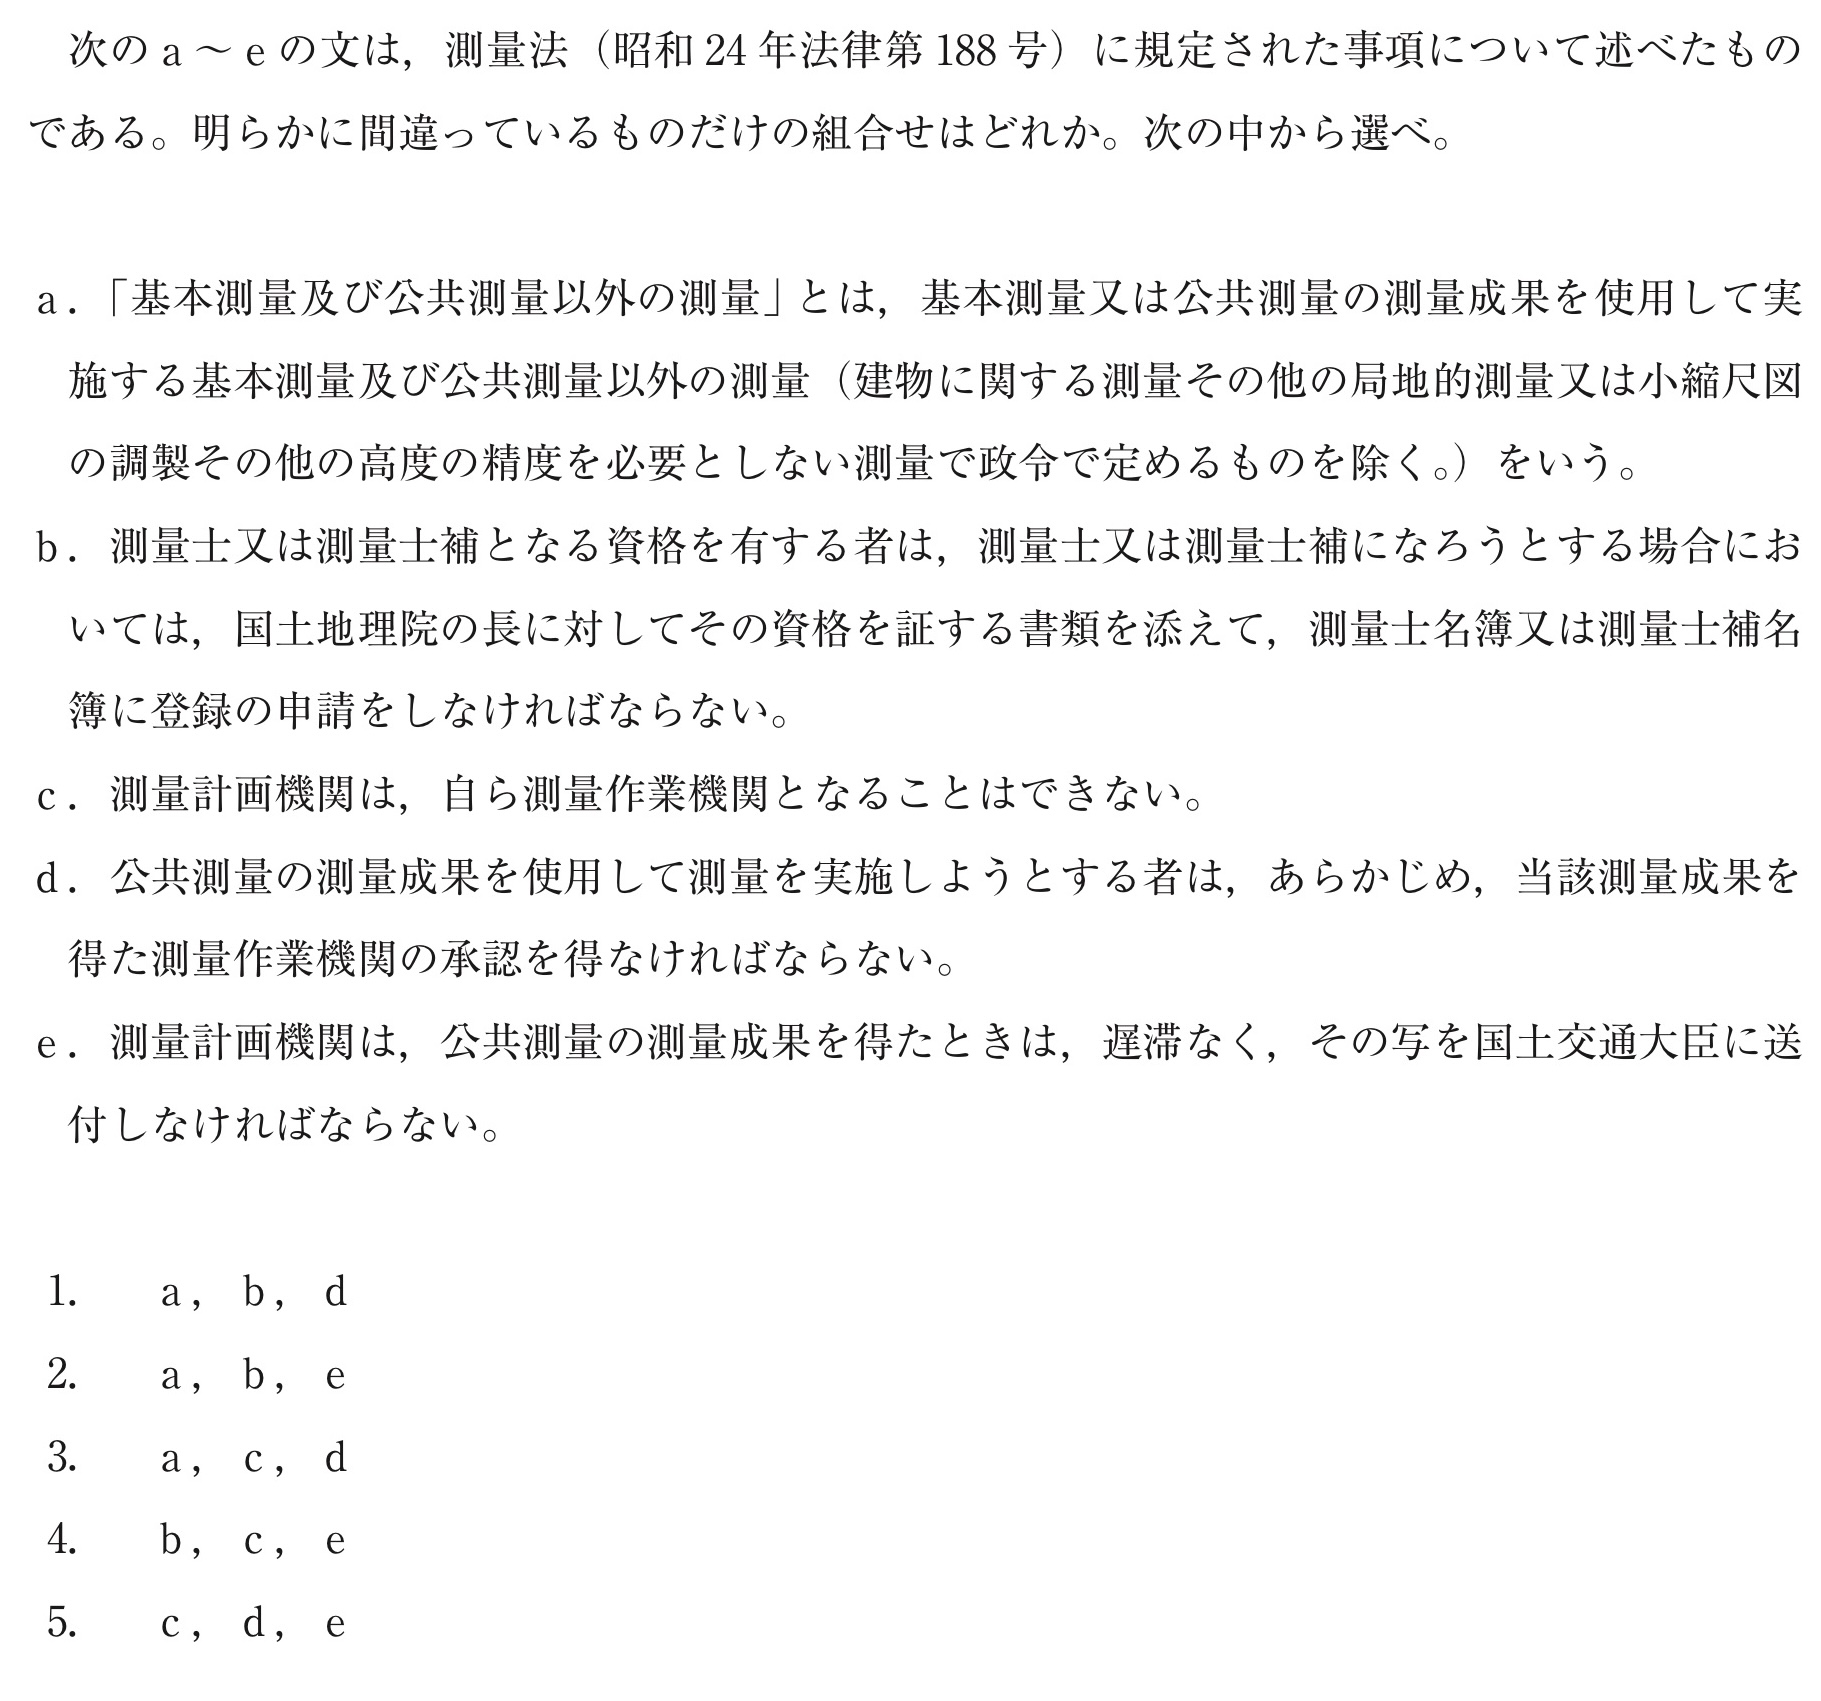 次の a ～ e の文は，測量法（昭和 24 年法律第 188 号）に規定された事項について述べたもの
である。明らかに間違っているものだけの組合せはどれか。次の中から選べ。
a．「基本測量及び公共測量以外の測量」とは，基本測量又は公共測量の測量成果を使用して実
施する基本測量及び公共測量以外の測量（建物に関する測量その他の局地的測量又は小縮尺図
の調製その他の高度の精度を必要としない測量で政令で定めるものを除く。）をいう。
b．測量士又は測量士補となる資格を有する者は，測量士又は測量士補になろうとする場合にお
いては，国土地理院の長に対してその資格を証する書類を添えて，測量士名簿又は測量士補名
簿に登録の申請をしなければならない。
c．測量計画機関は，自ら測量作業機関となることはできない。
d．公共測量の測量成果を使用して測量を実施しようとする者は，あらかじめ，当該測量成果を
得た測量作業機関の承認を得なければならない。
e．測量計画機関は，公共測量の測量成果を得たときは，遅滞なく，その写を国土交通大臣に送
付しなければならない。
1.　a，b，d
2.　a，b，e
3.　a，c，d
4.　b，c，e
5.　c，d，e